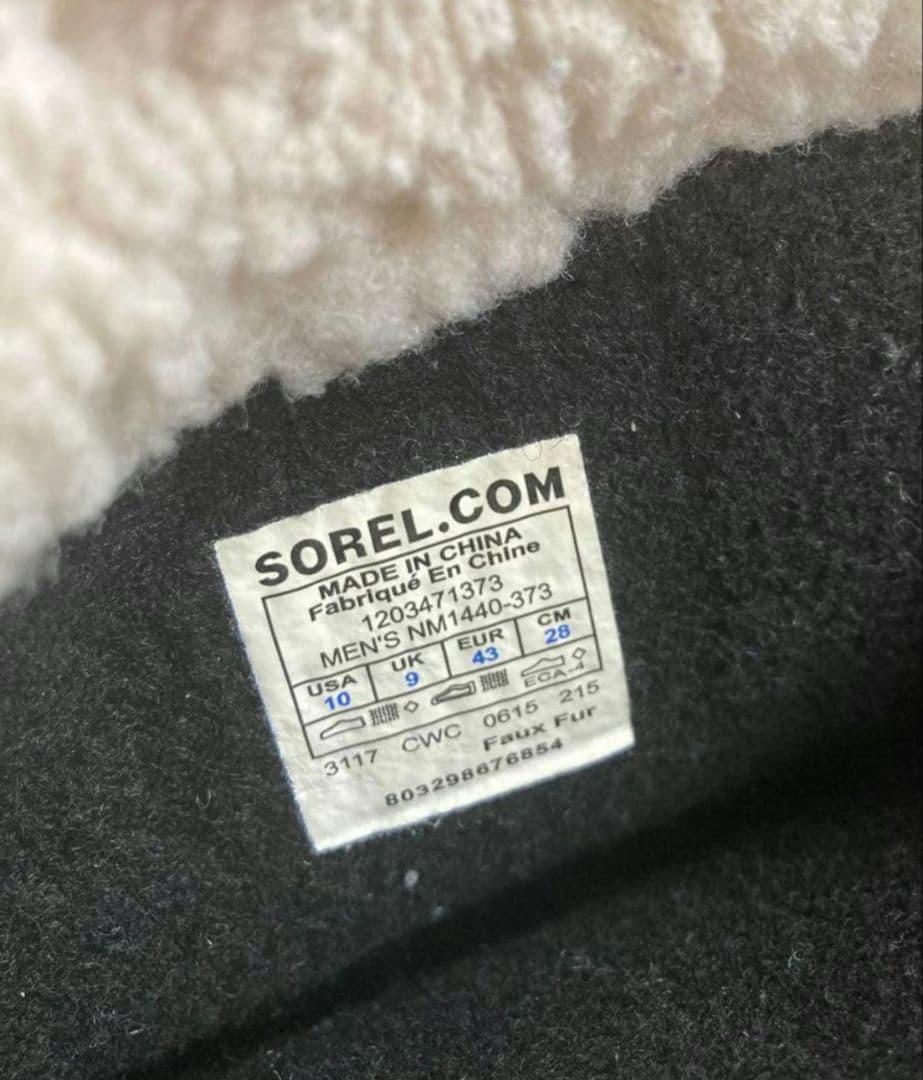 SOREL.COM
MADE IN CHINA
Fabriqué En Chine
1203471373
MEN'S NM1440-373
USA UK EUR CM
10 9 43 28
ECA-4
3117 CWC 0615 215
Faux Fur
803298676854